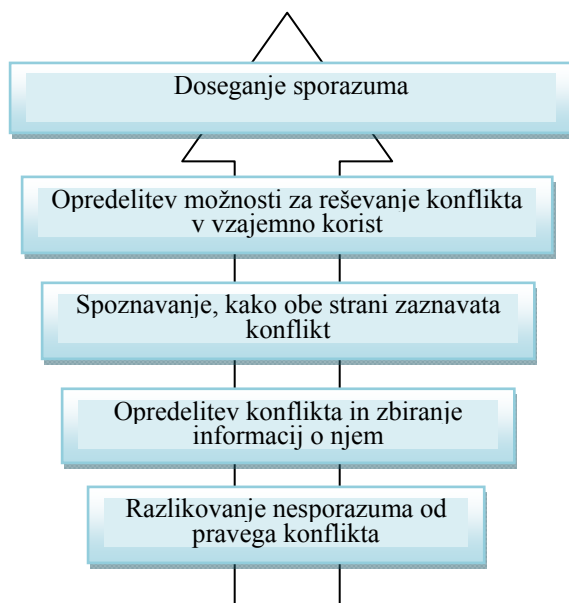 Doseganje sporazuma
Opredelitev možnosti za reševanje konflikta
v vzajemno korist
Spoznavanje, kako obe strani zaznavata
konflikt
Opredelitev konflikta in zbiranje
informacij o njem
Razlikovanje nesporazuma od
pravega konflikta